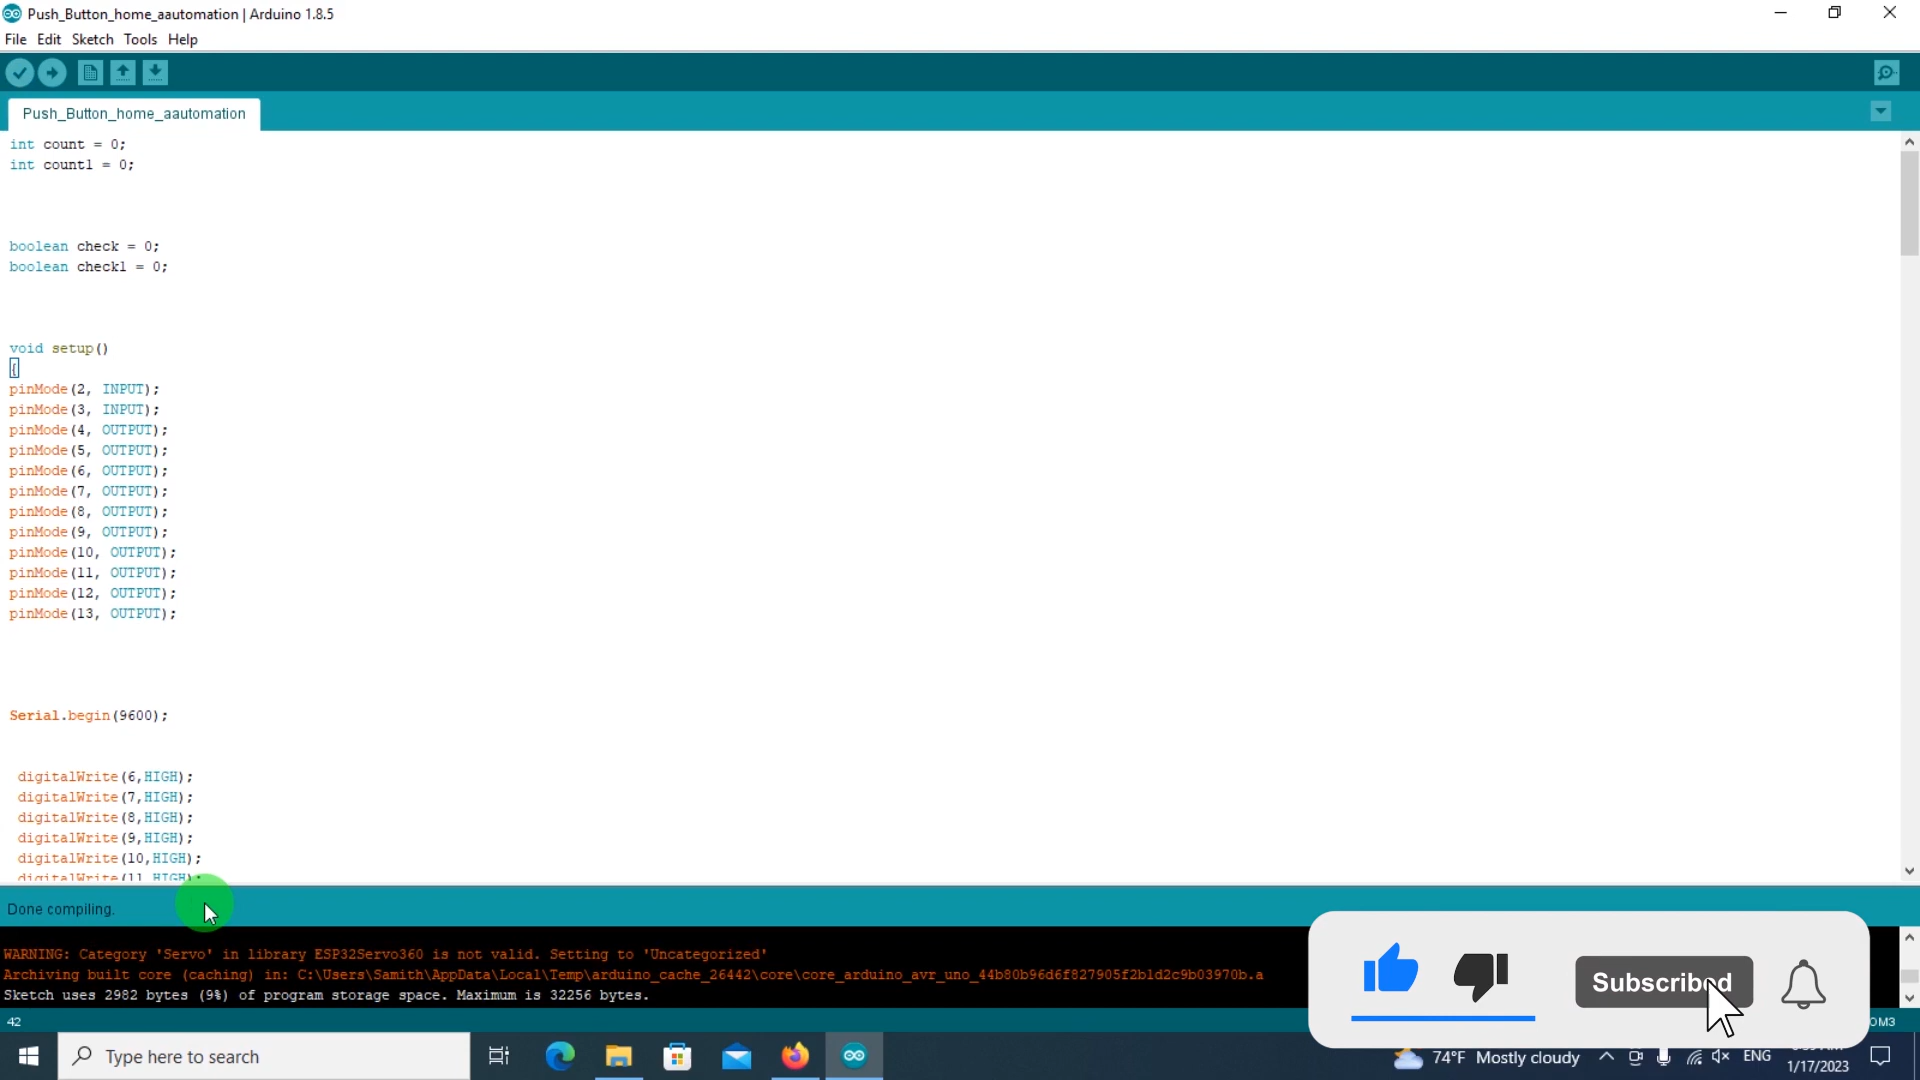 Push_Button_home_aautomation | Arduino 1.8.5
File Edit Sketch Tools Help
Push_Button_home_aautomation
int count = 0;
int count1 = 0;
boolean check = 0;
boolean check1 = 0;
void setup()
{
pinMode(2, INPUT);
pinMode(3, INPUT);
pinMode(4, OUTPUT);
pinMode(5, OUTPUT);
pinMode(6, OUTPUT);
pinMode(7, OUTPUT);
pinMode(8, OUTPUT);
pinMode(9, OUTPUT);
pinMode(10, OUTPUT);
pinMode(11, OUTPUT);
pinMode(12, OUTPUT);
pinMode(13, OUTPUT);
Serial.begin(9600);
digitalWrite(6,HIGH);
digitalWrite(7,HIGH);
digitalWrite(8,HIGH);
digitalWrite(9,HIGH);
digitalWrite(10,HIGH);
digitalWrite(11,HIGH);
Done compiling.
WARNING: Category 'Servo' in library ESP32Servo360 is not valid. Setting to 'Uncategorized'
Archiving built core (caching) in: C:\Users\Samith\AppData\Local\Temp\arduino_cache_26442\core\core_arduino_avr_uno_44b80b96d6f827905f2b1d2c9b03970b.a
Sketch uses 2982 bytes (9%) of program storage space. Maximum is 32256 bytes.
Subscribed
42
OM3
Type here to search
74°F Mostly cloudy
ENG
1/17/2023